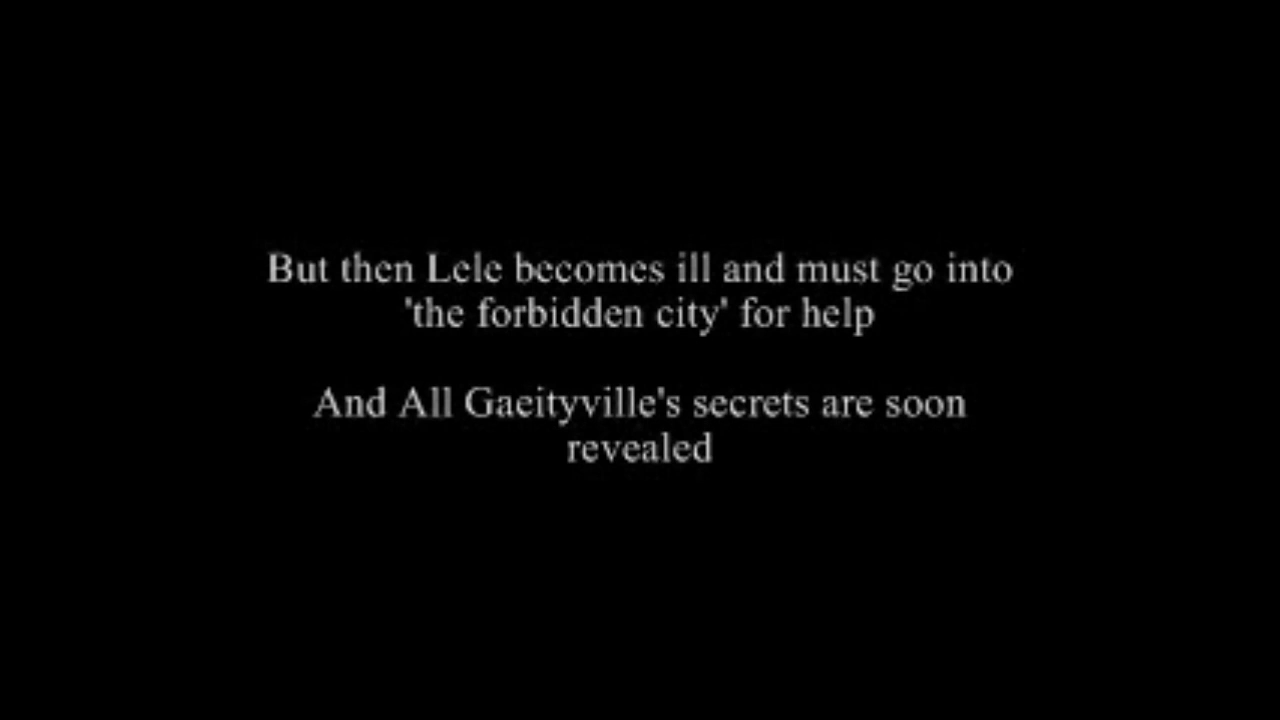 But then Lele becomes ill and must go into
'the forbidden city' for help
And All Gaeityville's secrets are soon
revealed